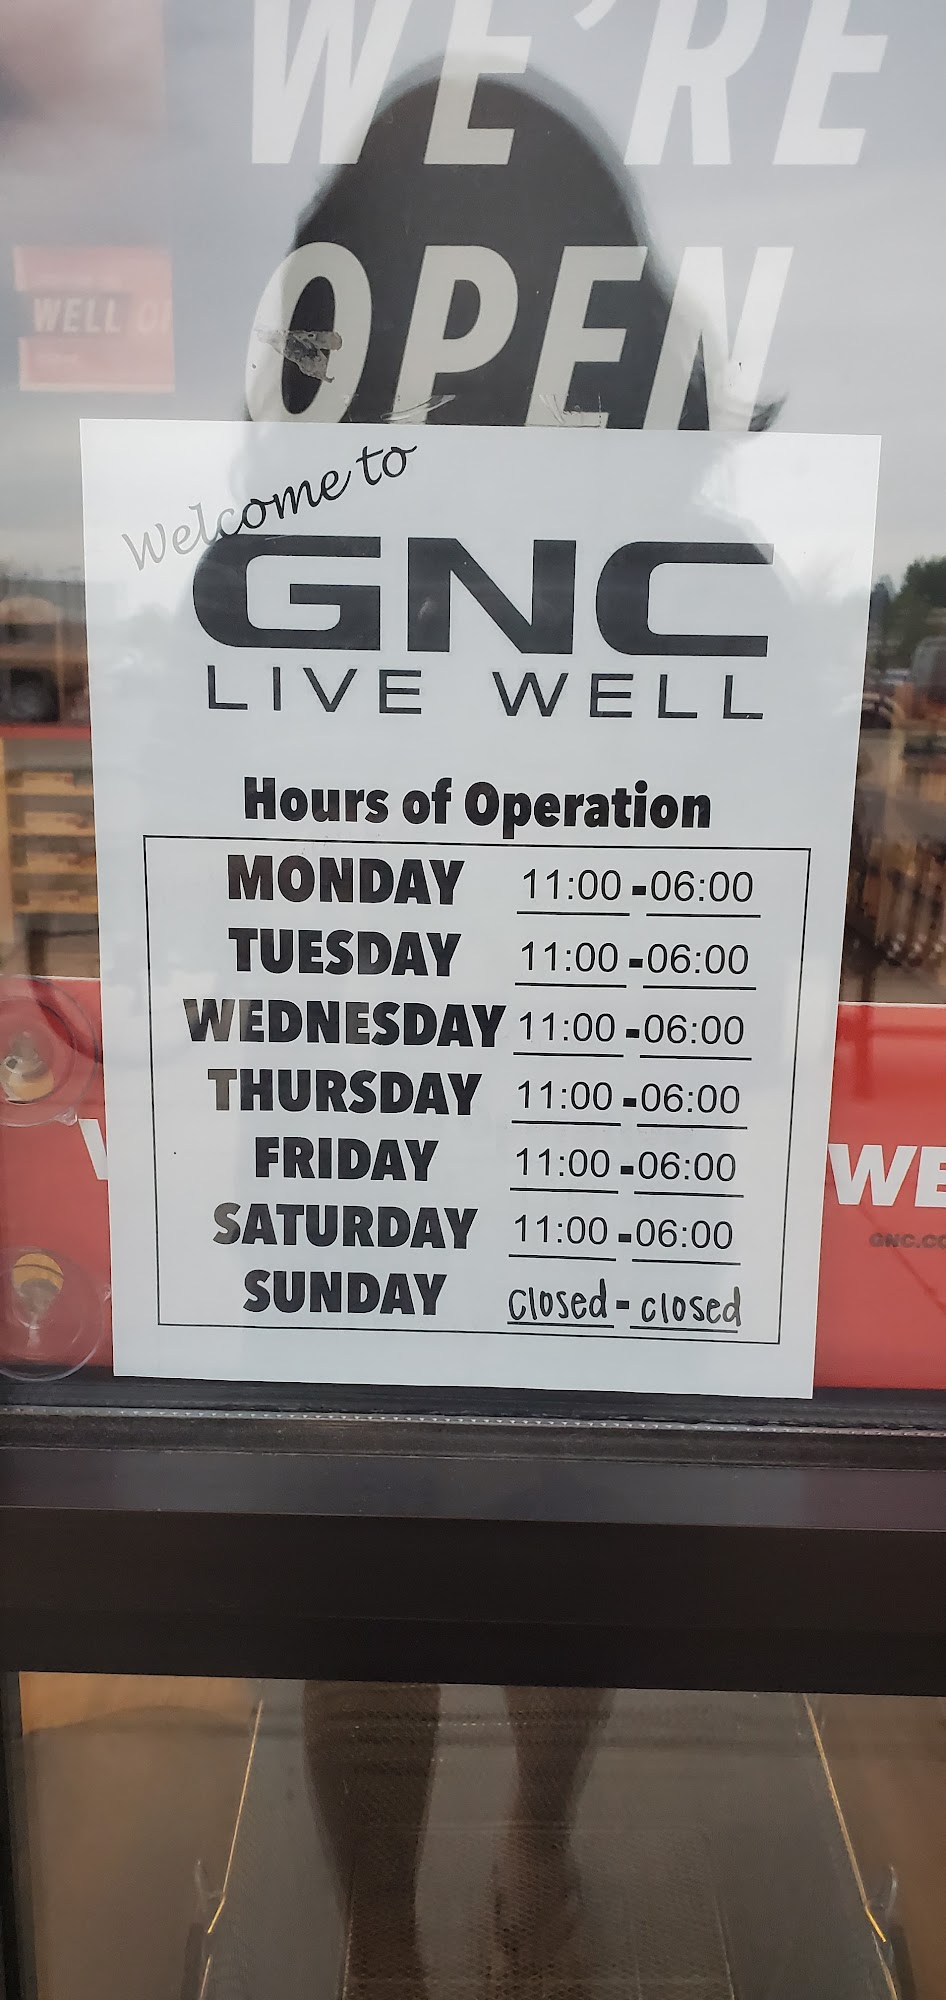 WE'RE
OPEN
WELL
Welcome to
GNC
LIVE WELL
Hours of Operation
MONDAY 11:00-06:00
TUESDAY 11:00-06:00
WEDNESDAY 11:00-06:00
THURSDAY 11:00-06:00
FRIDAY 11:00-06:00
SATURDAY 11:00-06:00
SUNDAY closed-closed
WE
GNC.CO